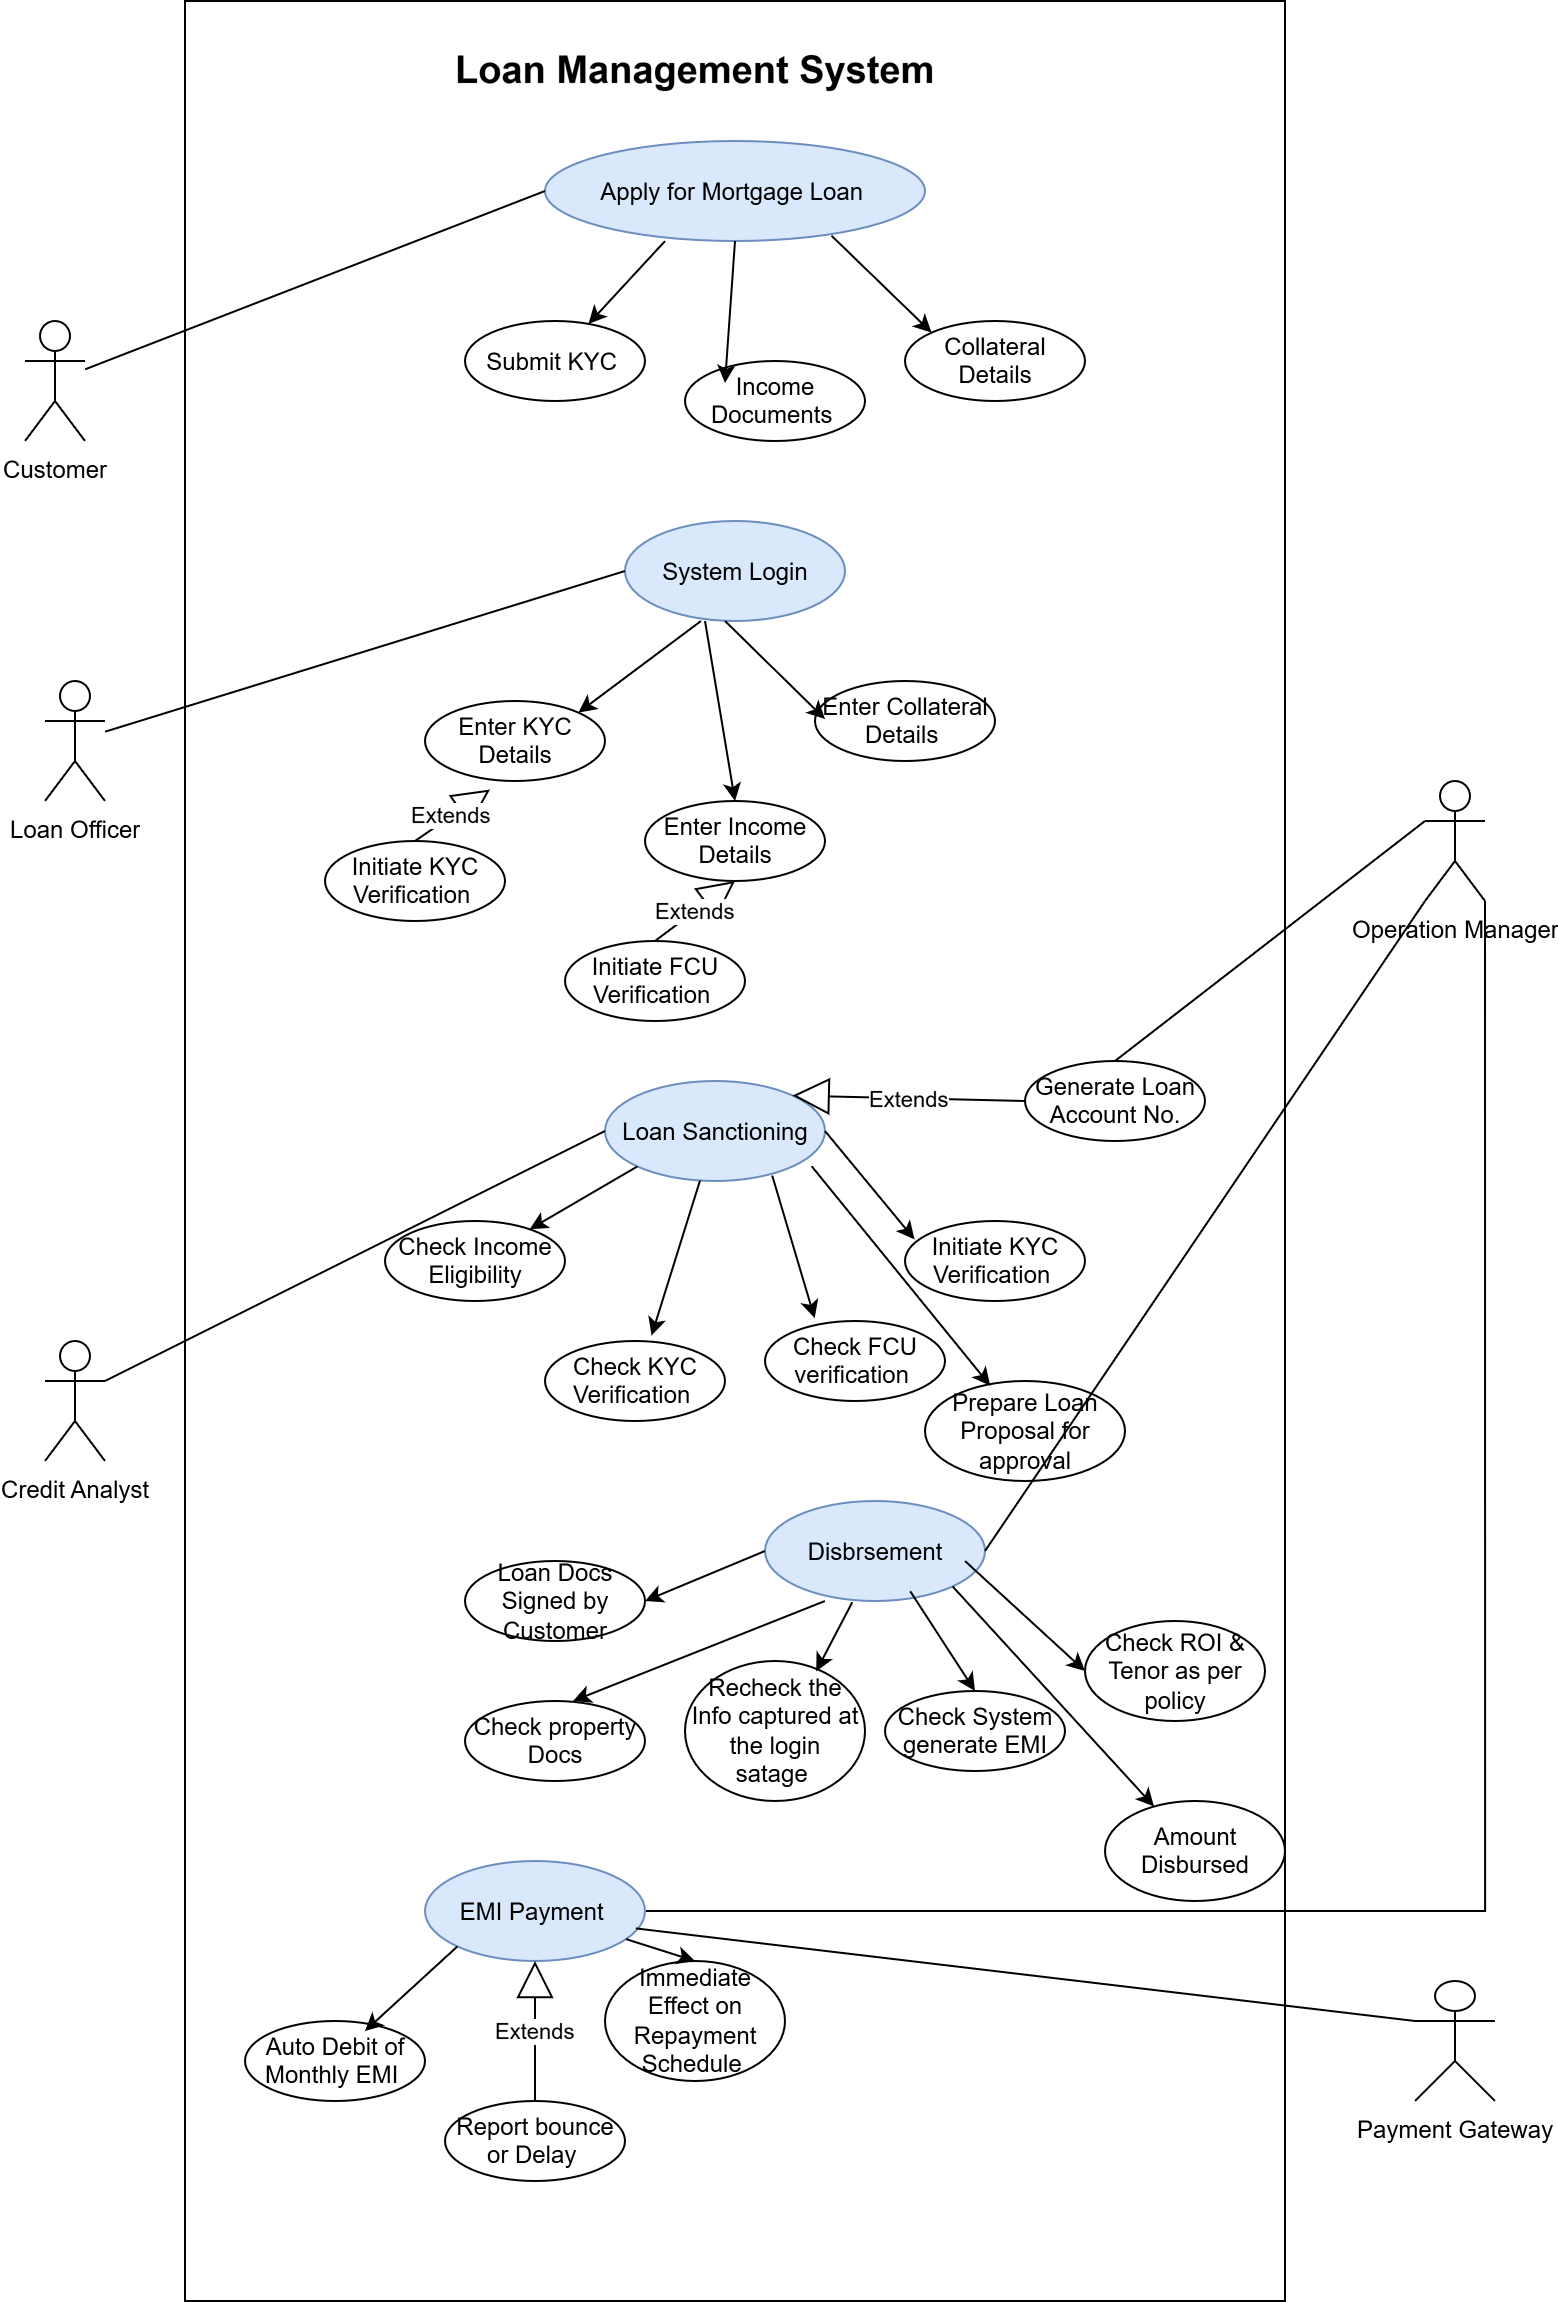 Loan Management System
Apply for Mortgage Loan
Submit KYC
Income
Documents
Collateral
Details
Customer
System Login
Enter KYC
Details
Enter Collateral
Details
Extends
Enter Income
Details
Loan Officer
Initiate KYC
Verification
Extends
Initiate FCU
Verification
Operation Manager
Generate Loan
Account No.
Extends
Loan Sanctioning
Check Income
Eligibility
Initiate KYC
Verification
Check KYC
Verification
Check FCU
verification
Prepare Loan
Proposal for
approval
Credit Analyst
Disbrsement
Loan Docs
Signed by
Customer
Check ROI &
Tenor as per
policy
Check property
Docs
Recheck the
Info captured at
the login
satage
Check System
generate EMI
Amount
Disbursed
EMI Payment
Immediate
Effect on
Repayment
Schedule
Extends
Auto Debit of
Monthly EMI
Report bounce
or Delay
Payment Gateway